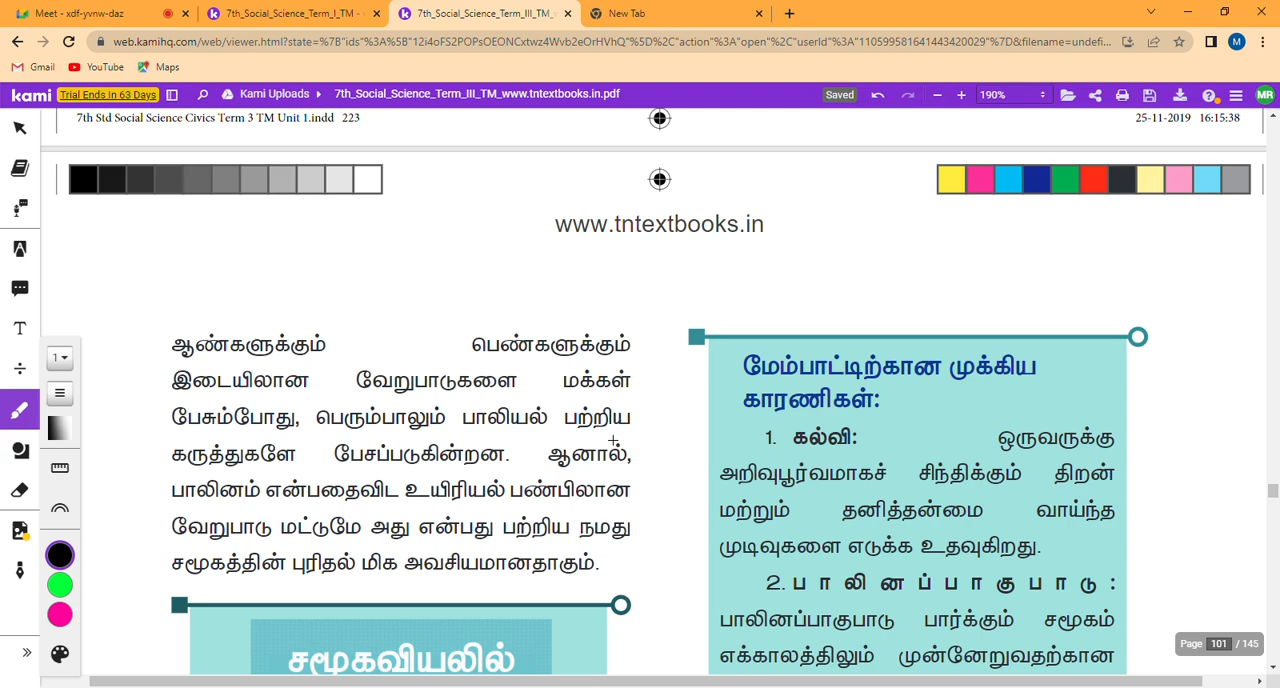 Meet - xdf-yvnw-daz
7th_Social_Science_Term_I_TM -
7th_Social_Science_Term_III_TM_
New Tab
web.kamihq.com/web/viewer.html?state=%7B"ids"%3A%5B"12i4oFS2POPsOEONCxtwz4Wvb2eOrHVhQ"%5D%2C"action"%3A"open"%2C"userId"%3A"110599581641443420029"%7D&filename=undefi...
M
Gmail
YouTube
Maps
kami
Trial Ends In 63 Days
Kami Uploads
7th_Social_Science_Term_III_TM_www.tntextbooks.in.pdf
Saved
190%
MR
7th Std Social Science Civics Term 3 TM Unit 1.indd 223
25-11-2019 16:15:38
www.tntextbooks.in
ஆண்களுக்கும் பெண்களுக்கும்
இடையிலான வேறுபாடுகளை மக்கள்
பேசும்போது, பெரும்பாலும் பாலியல் பற்றிய
கருத்துகளே பேசப்படுகின்றன. ஆனால்,
பாலினம் என்பதைவிட உயிரியல் பண்பிலான
வேறுபாடு மட்டுமே அது என்பது பற்றிய நமது
சமூகத்தின் புரிதல் மிக அவசியமானதாகும்.
சமூகவியலில்
மேம்பாட்டிற்கான முக்கிய
காரணிகள்:
1. கல்வி: ஒருவருக்கு
அறிவுபூர்வமாகச் சிந்திக்கும் திறன்
மற்றும் தனித்தன்மை வாய்ந்த
முடிவுகளை எடுக்க உதவுகிறது.
2. பாலினப்பாகுபாடு:
பாலினப்பாகுபாடு பார்க்கும் சமூகம்
எக்காலத்திலும் முன்னேறுவதற்கான
1
Page 101 / 145